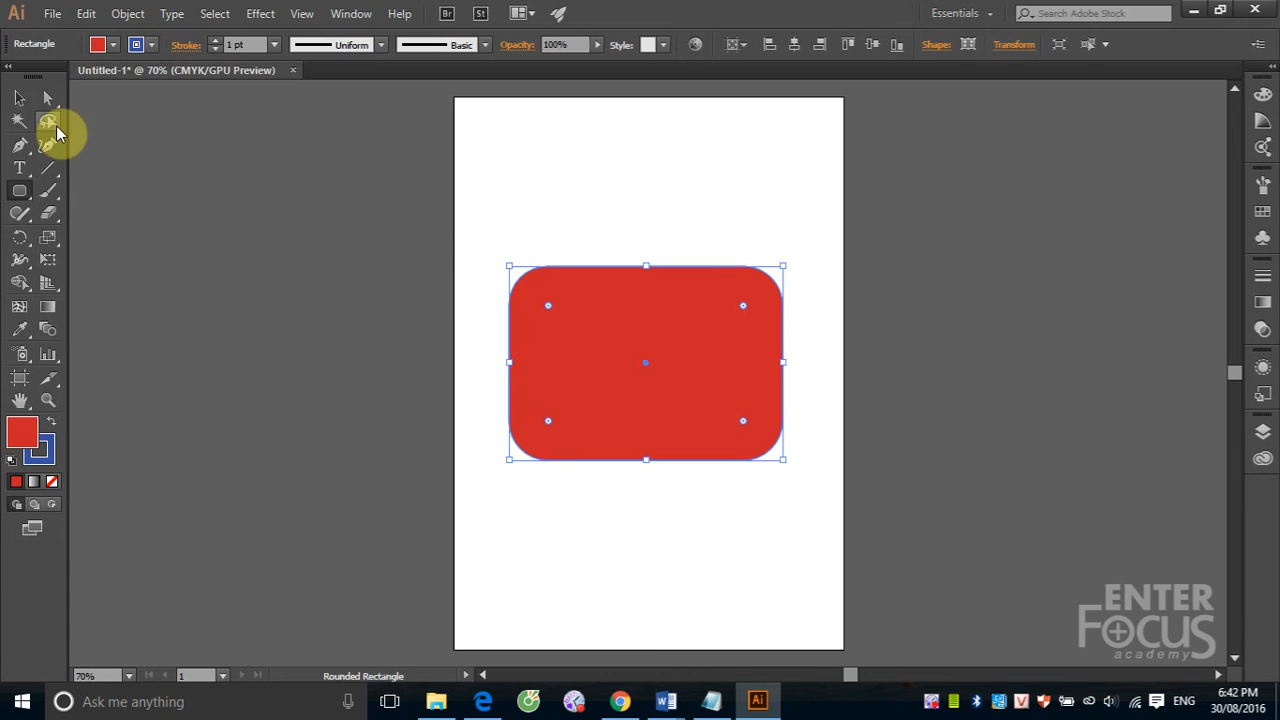 Ai File Edit Object Type Select Effect View Window Help Br St Essentials Search Adobe Stock
Rectangle Stroke: 1 pt Uniform Basic Opacity: 100% Style: Shape: Transform
Untitled-1* @ 70% (CMYK/GPU Preview)
T
ENTER
FOCUS
academy
70% 1 Rounded Rectangle
Ask me anything Ai ENG 6:42 PM
30/08/2016